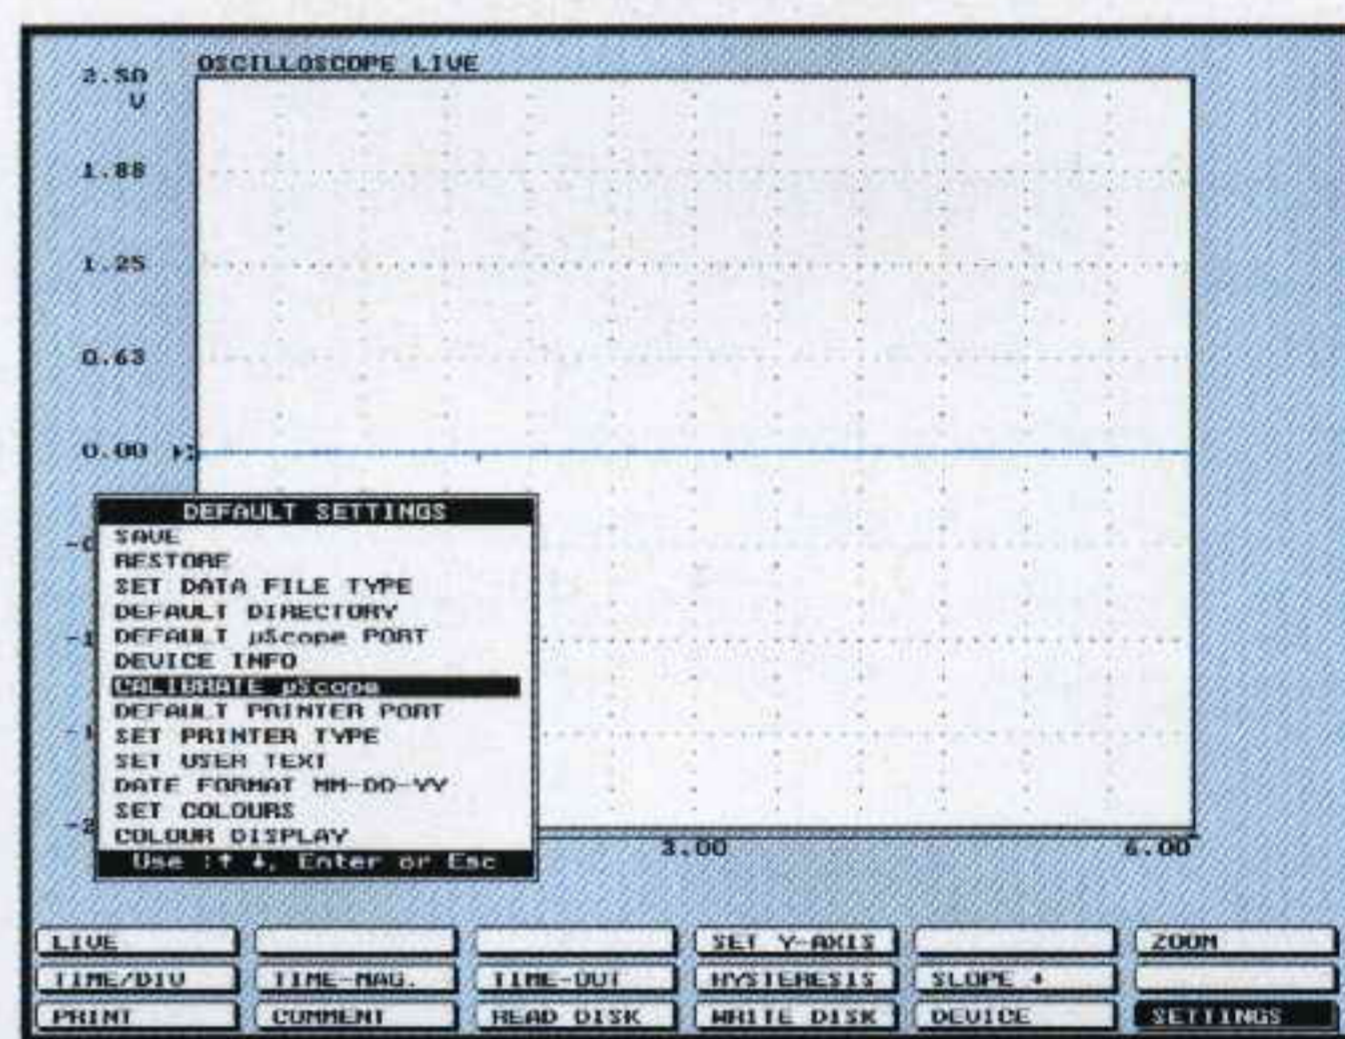 OSCILLOSCOPE LIVE
2.50
V
1.88
1.25
0.63
0.00
DEFAULT SETTINGS
SAVE
RESTORE
SET DATA FILE TYPE
DEFAULT DIRECTORY
DEFAULT µScope PORT
DEVICE INFO
CALIBRATE µScope
DEFAULT PRINTER PORT
SET PRINTER TYPE
SET USER TEXT
DATE FORMAT MM-DD-YY
SET COLOURS
COLOUR DISPLAY
Use :↑ ↓, Enter or Esc
3.00 6.00
LIVE SET Y-AXIS ZOOM
TIME/DIV TIME-MAG. TIME-OUT HYSTERESIS SLOPE
PRINT COMMENT READ DISK WRITE DISK DEVICE SETTINGS